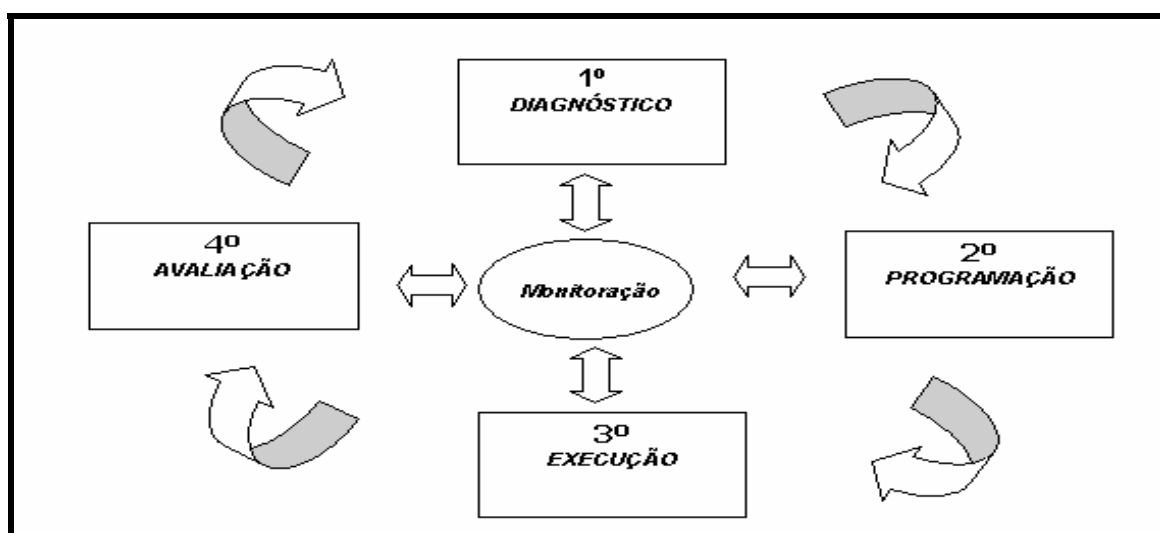 1º
DIAGNÓSTICO
4º
AVALIAÇÃO
Monitoração
2º
PROGRAMAÇÃO
3º
EXECUÇÃO